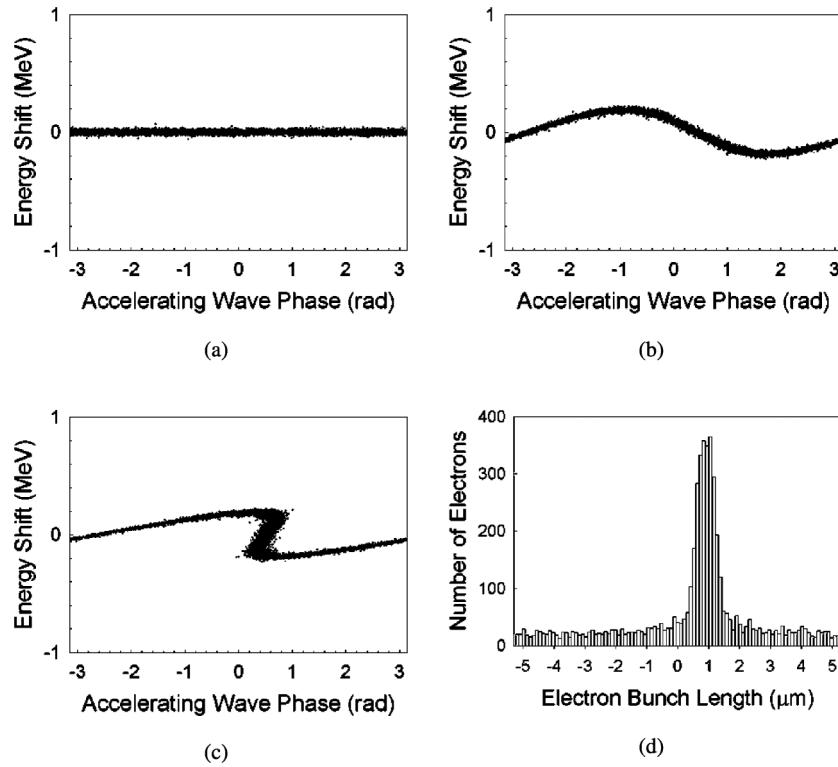 1
0
-1
Energy Shift (MeV)
-3 -2 -1 0 1 2 3
Accelerating Wave Phase (rad)
(a)
1
0
-1
Energy Shift (MeV)
-3 -2 -1 0 1 2 3
Accelerating Wave Phase (rad)
(b)
1
0
-1
Energy Shift (MeV)
-3 -2 -1 0 1 2 3
Accelerating Wave Phase (rad)
(c)
400
300
200
100
0
Number of Electrons
-5 -4 -3 -2 -1 0 1 2 3 4 5
Electron Bunch Length (μm)
(d)